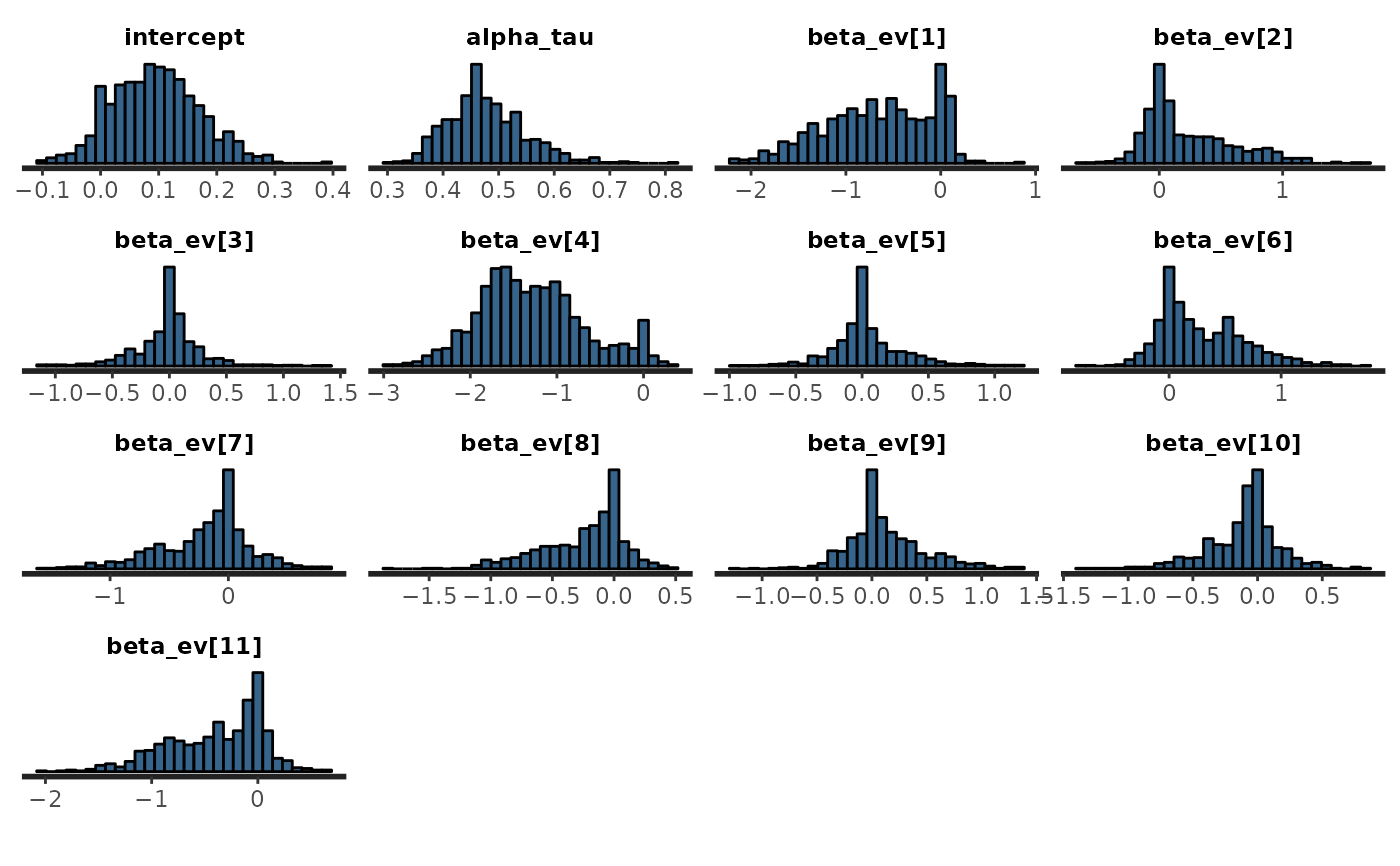 intercept alpha_tau beta_ev[1] beta_ev[2]
−0.1 0.0 0.1 0.2 0.3 0.4 0.3 0.4 0.5 0.6 0.7 0.8 −2 −1 0 1 0 1
beta_ev[3] beta_ev[4] beta_ev[5] beta_ev[6]
−1.0 −0.5 0.0 0.5 1.0 1.5 −3 −2 −1 0 −1.0 −0.5 0.0 0.5 1.0 0 1
beta_ev[7] beta_ev[8] beta_ev[9] beta_ev[10]
−1 0 −1.5 −1.0 −0.5 0.0 0.5 −1.0 −0.5 0.0 0.5 1.0 1.5 −1.5 −1.0 −0.5 0.0 0.5
beta_ev[11]
−2 −1 0